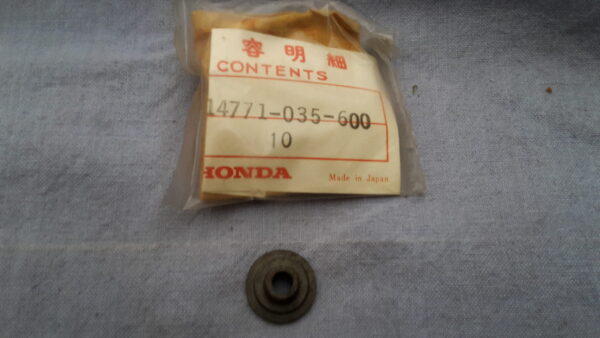 容明細
CONTENTS
14771-035-600
10
HONDA
Made in Japan